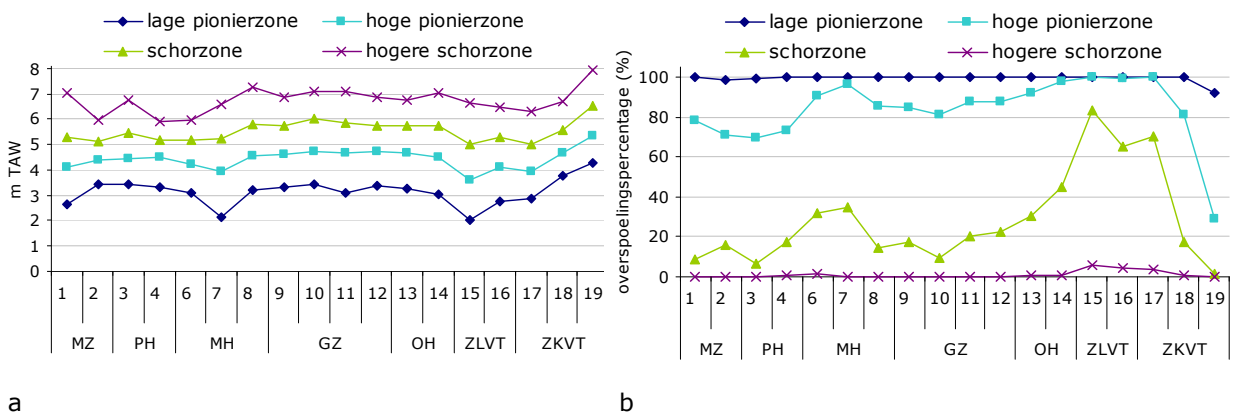 lage pionierzone hoge pionierzone
schorzone hogere schorzone
m TAW
8
7
6
5
4
3
2
1
0
1 2 3 4 6 7 8 9 10 11 12 13 14 15 16 17 18 19
MZ PH MH GZ OH ZLVT ZKVT
a
lage pionierzone hoge pionierzone
schorzone hogere schorzone
overspoelingspercentage (%)
100
80
60
40
20
0
1 2 3 4 6 7 8 9 10 11 12 13 14 15 16 17 18 19
MZ PH MH GZ OH ZLVT ZKVT
b